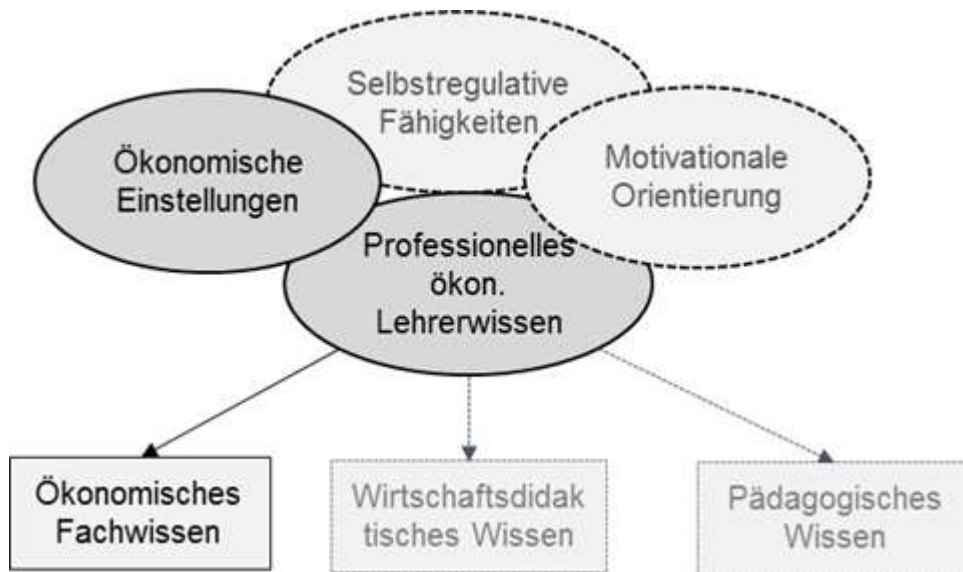 Selbstregulative
Fähigkeiten
Ökonomische
Einstellungen
Motivationale
Orientierung
Professionelles
ökon.
Lehrerwissen
Ökonomisches
Fachwissen
Wirtschaftsdidak
tisches Wissen
Pädagogisches
Wissen